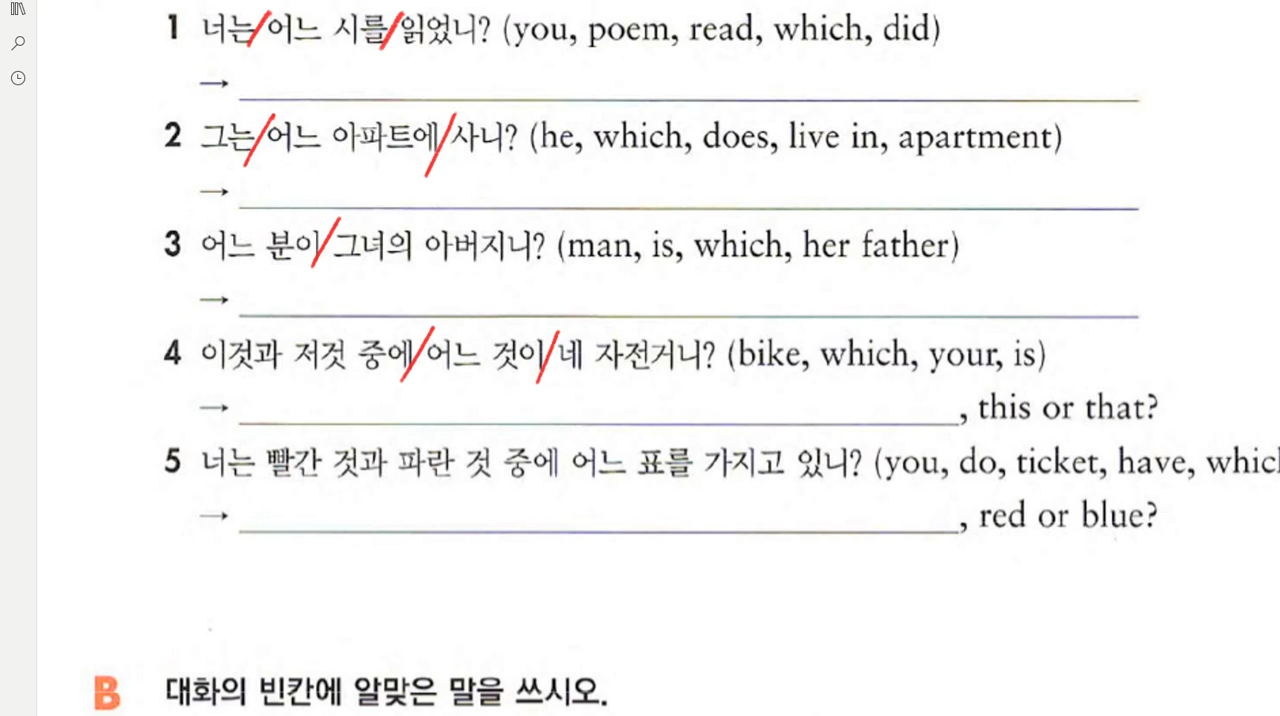 1 너는 어느 시를 읽었니? (you, poem, read, which, did)
→
2 그는 어느 아파트에 사니? (he, which, does, live in, apartment)
→
3 어느 분이 그녀의 아버지니? (man, is, which, her father)
→
4 이것과 저것 중에 어느 것이 네 자전거니? (bike, which, your, is)
→ , this or that?
5 너는 빨간 것과 파란 것 중에 어느 표를 가지고 있니? (you, do, ticket, have,
→ , red or blue?
B 대화의 빈칸에 알맞은 말을 쓰시오.